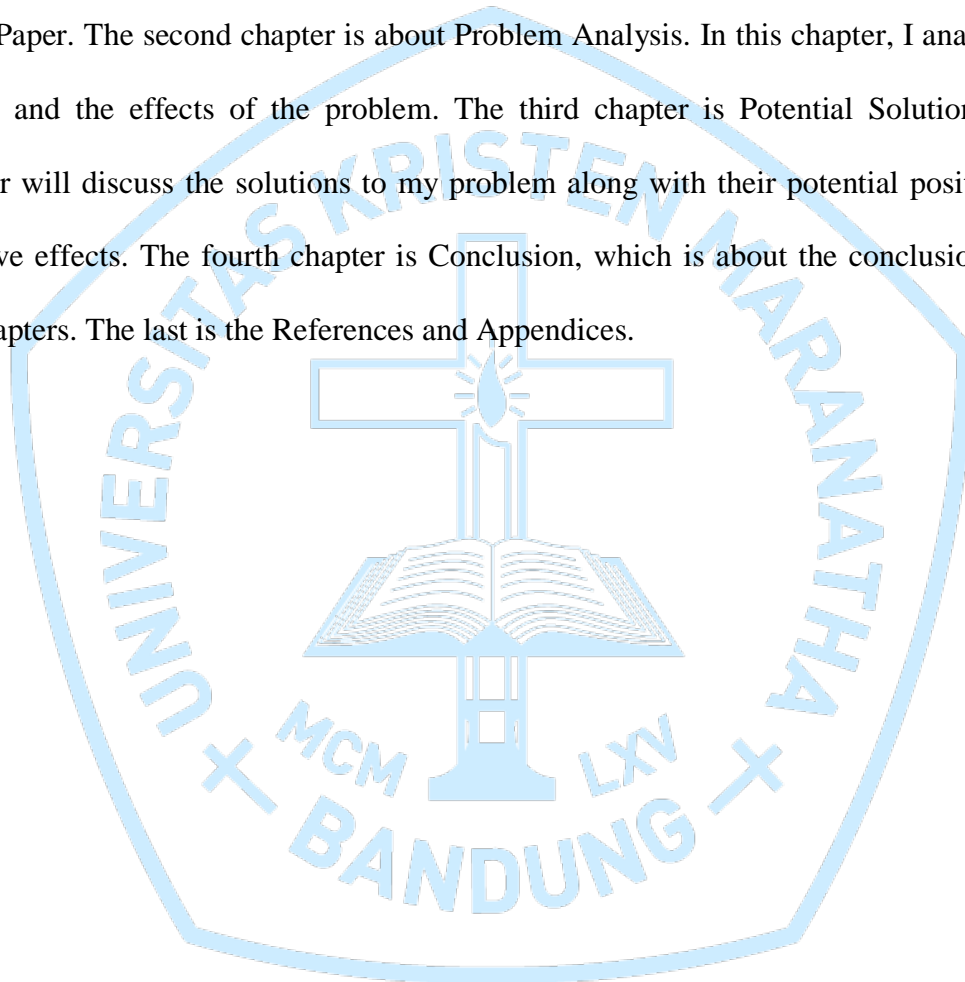 Paper. The second chapter is about Problem Analysis. In this chapter, I ana
and the effects of the problem. The third chapter is Potential Solution
r will discuss the solutions to my problem along with their potential posit
ve effects. The fourth chapter is Conclusion, which is about the conclusio
apters. The last is the References and Appendices.
UNIVERSITAS KRISTEN MARANATHA
MCM LXV
BANDUNG